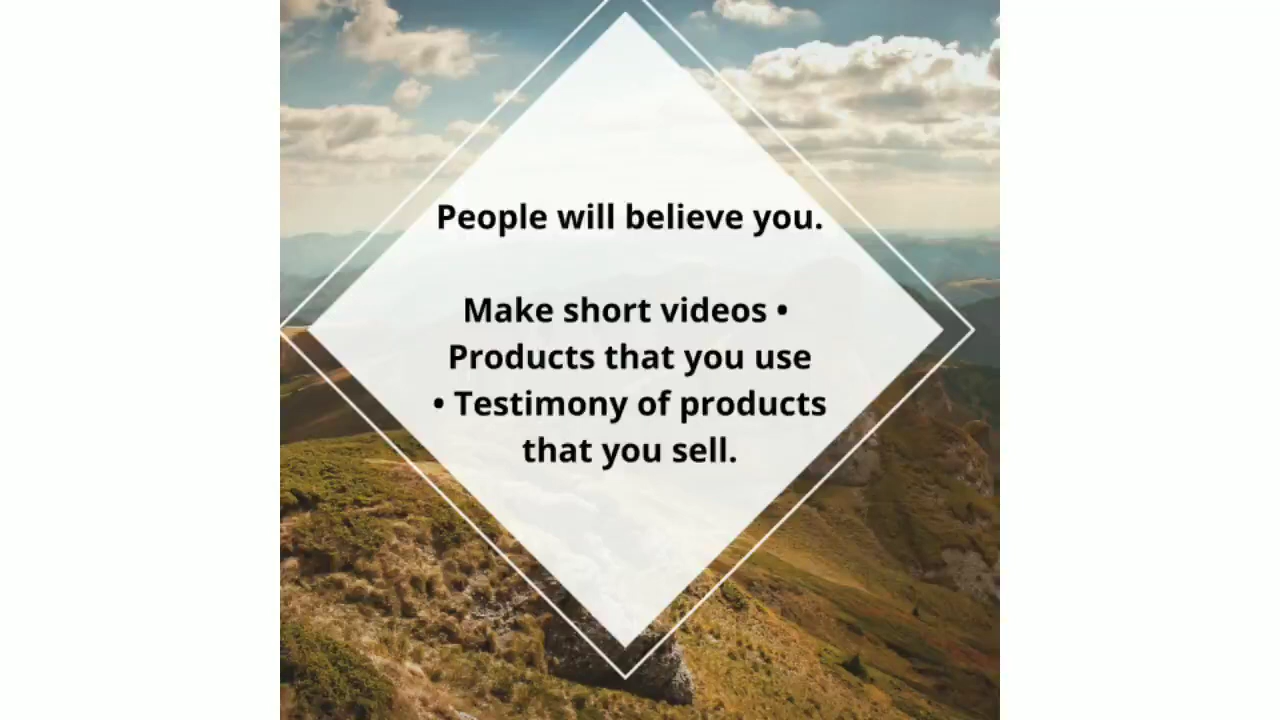 People will believe you.
Make short videos •
Products that you use
• Testimony of products
that you sell.